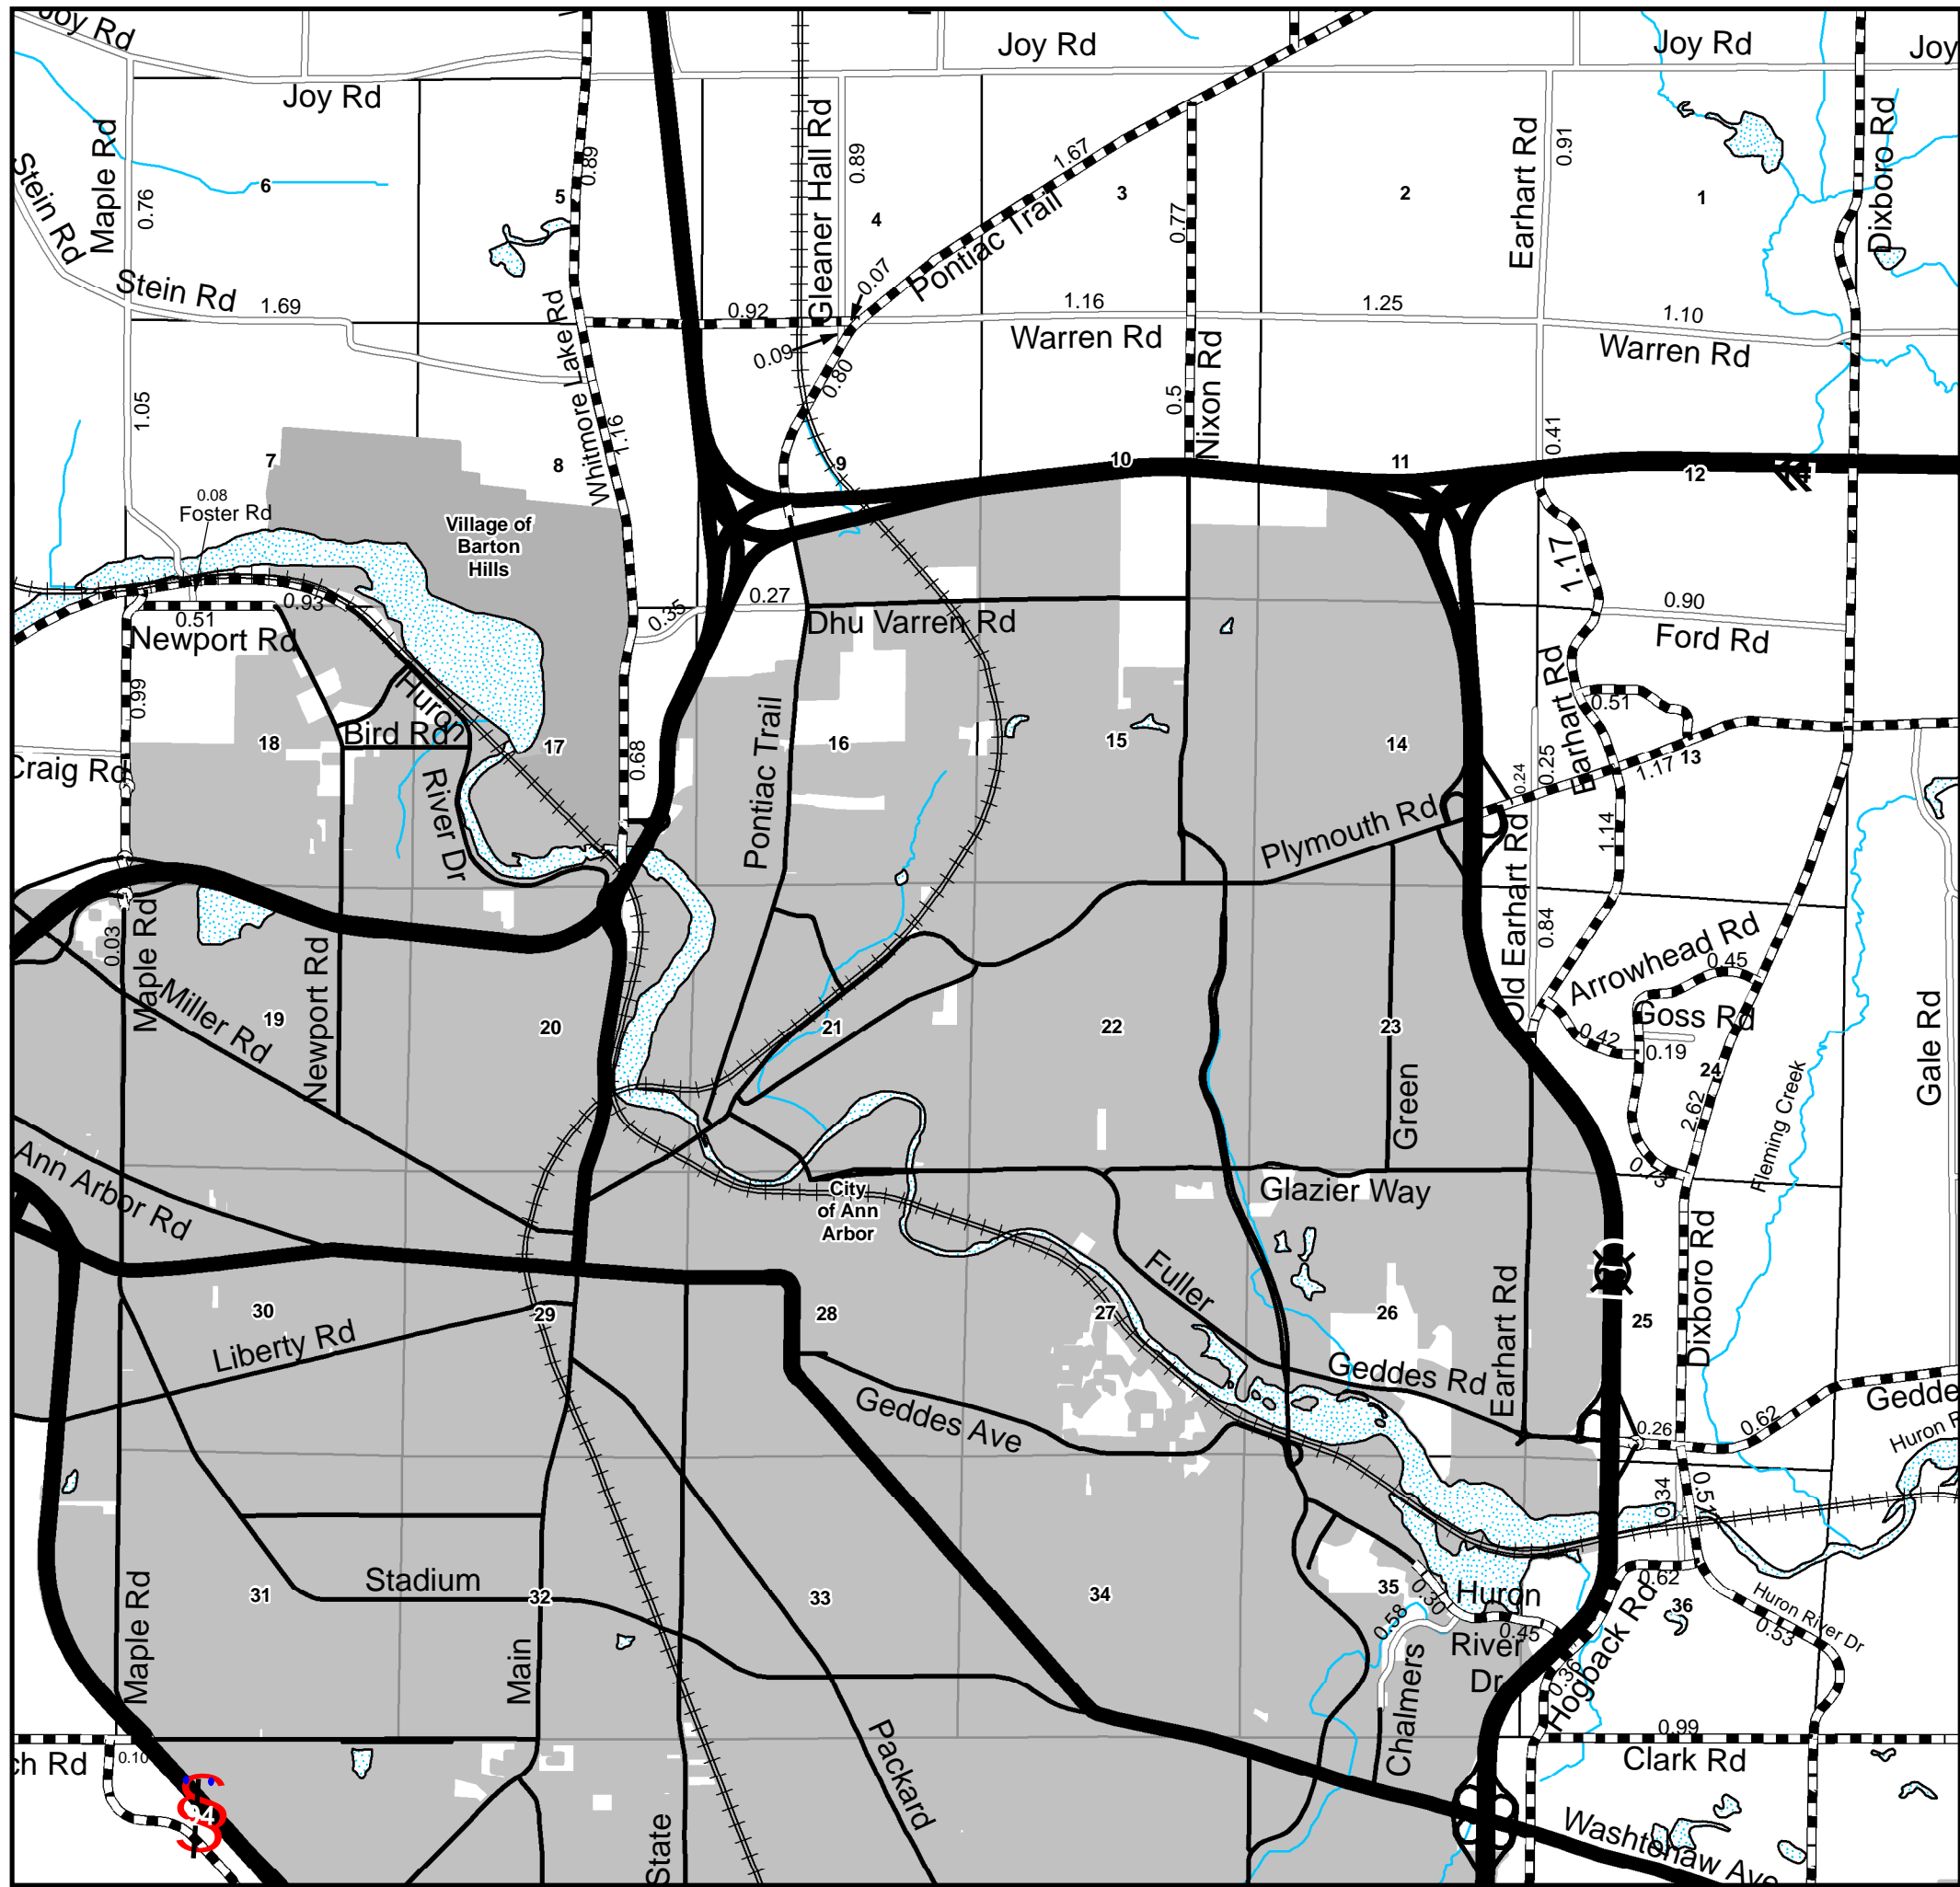 Joy Rd
Joy Rd
Joy Rd
Joy
Joy Rd
Maple Rd
0.76
Stein Rd
6
5
0.89
Gleaner Hall Rd
0.89
4
1.67
3
0.77
2
Earhart Rd
0.91
1
Dixboro Rd
Stein Rd
1.69
Whitmore Lake Rd
0.92
0.07
Pontiac Trail
1.16
1.25
1.10
Warren Rd
Warren Rd
0.09
0.80
Nixon Rd
0.5
1.05
1.16
0.41
7
8
9
10
11
12
0.08
Foster Rd
Village of
Barton
Hills
1.17
0.93
0.51
Newport Rd
0.35
0.27
Dhu Varren Rd
0.90
Ford Rd
0.99
Huron
Bird Rd
River Dr
18
17
0.68
Pontiac Trail
16
15
14
Earhart Rd
0.51
13
1.17
Craig Rd
0.24
0.25
Plymouth Rd
1.14
Old Earhart Rd
0.84
Arrowhead Rd
0.45
0.03
Maple Rd
Miller Rd
19
Newport Rd
20
21
22
23
Goss Rd
0.42
0.19
24
Gale Rd
Green
2.62
Fleming Creek
0.73
Ann Arbor Rd
City
of Ann
Arbor
Glazier Way
Fuller
Dixboro Rd
30
29
28
27
26
25
Liberty Rd
Earhart Rd
Geddes Rd
Geddes Ave
0.26
0.62
Gedde
Huron R
0.34
0.51
Stadium
31
32
33
34
35
Huron
River
Dr
0.30
0.58
0.45
0.62
36
Huron River Dr
0.53
Hogback Rd
0.36
Maple Rd
Main
Chalmers
0.99
Clark Rd
ch Rd
0.10
94
State
Packard
Washtenaw Ave